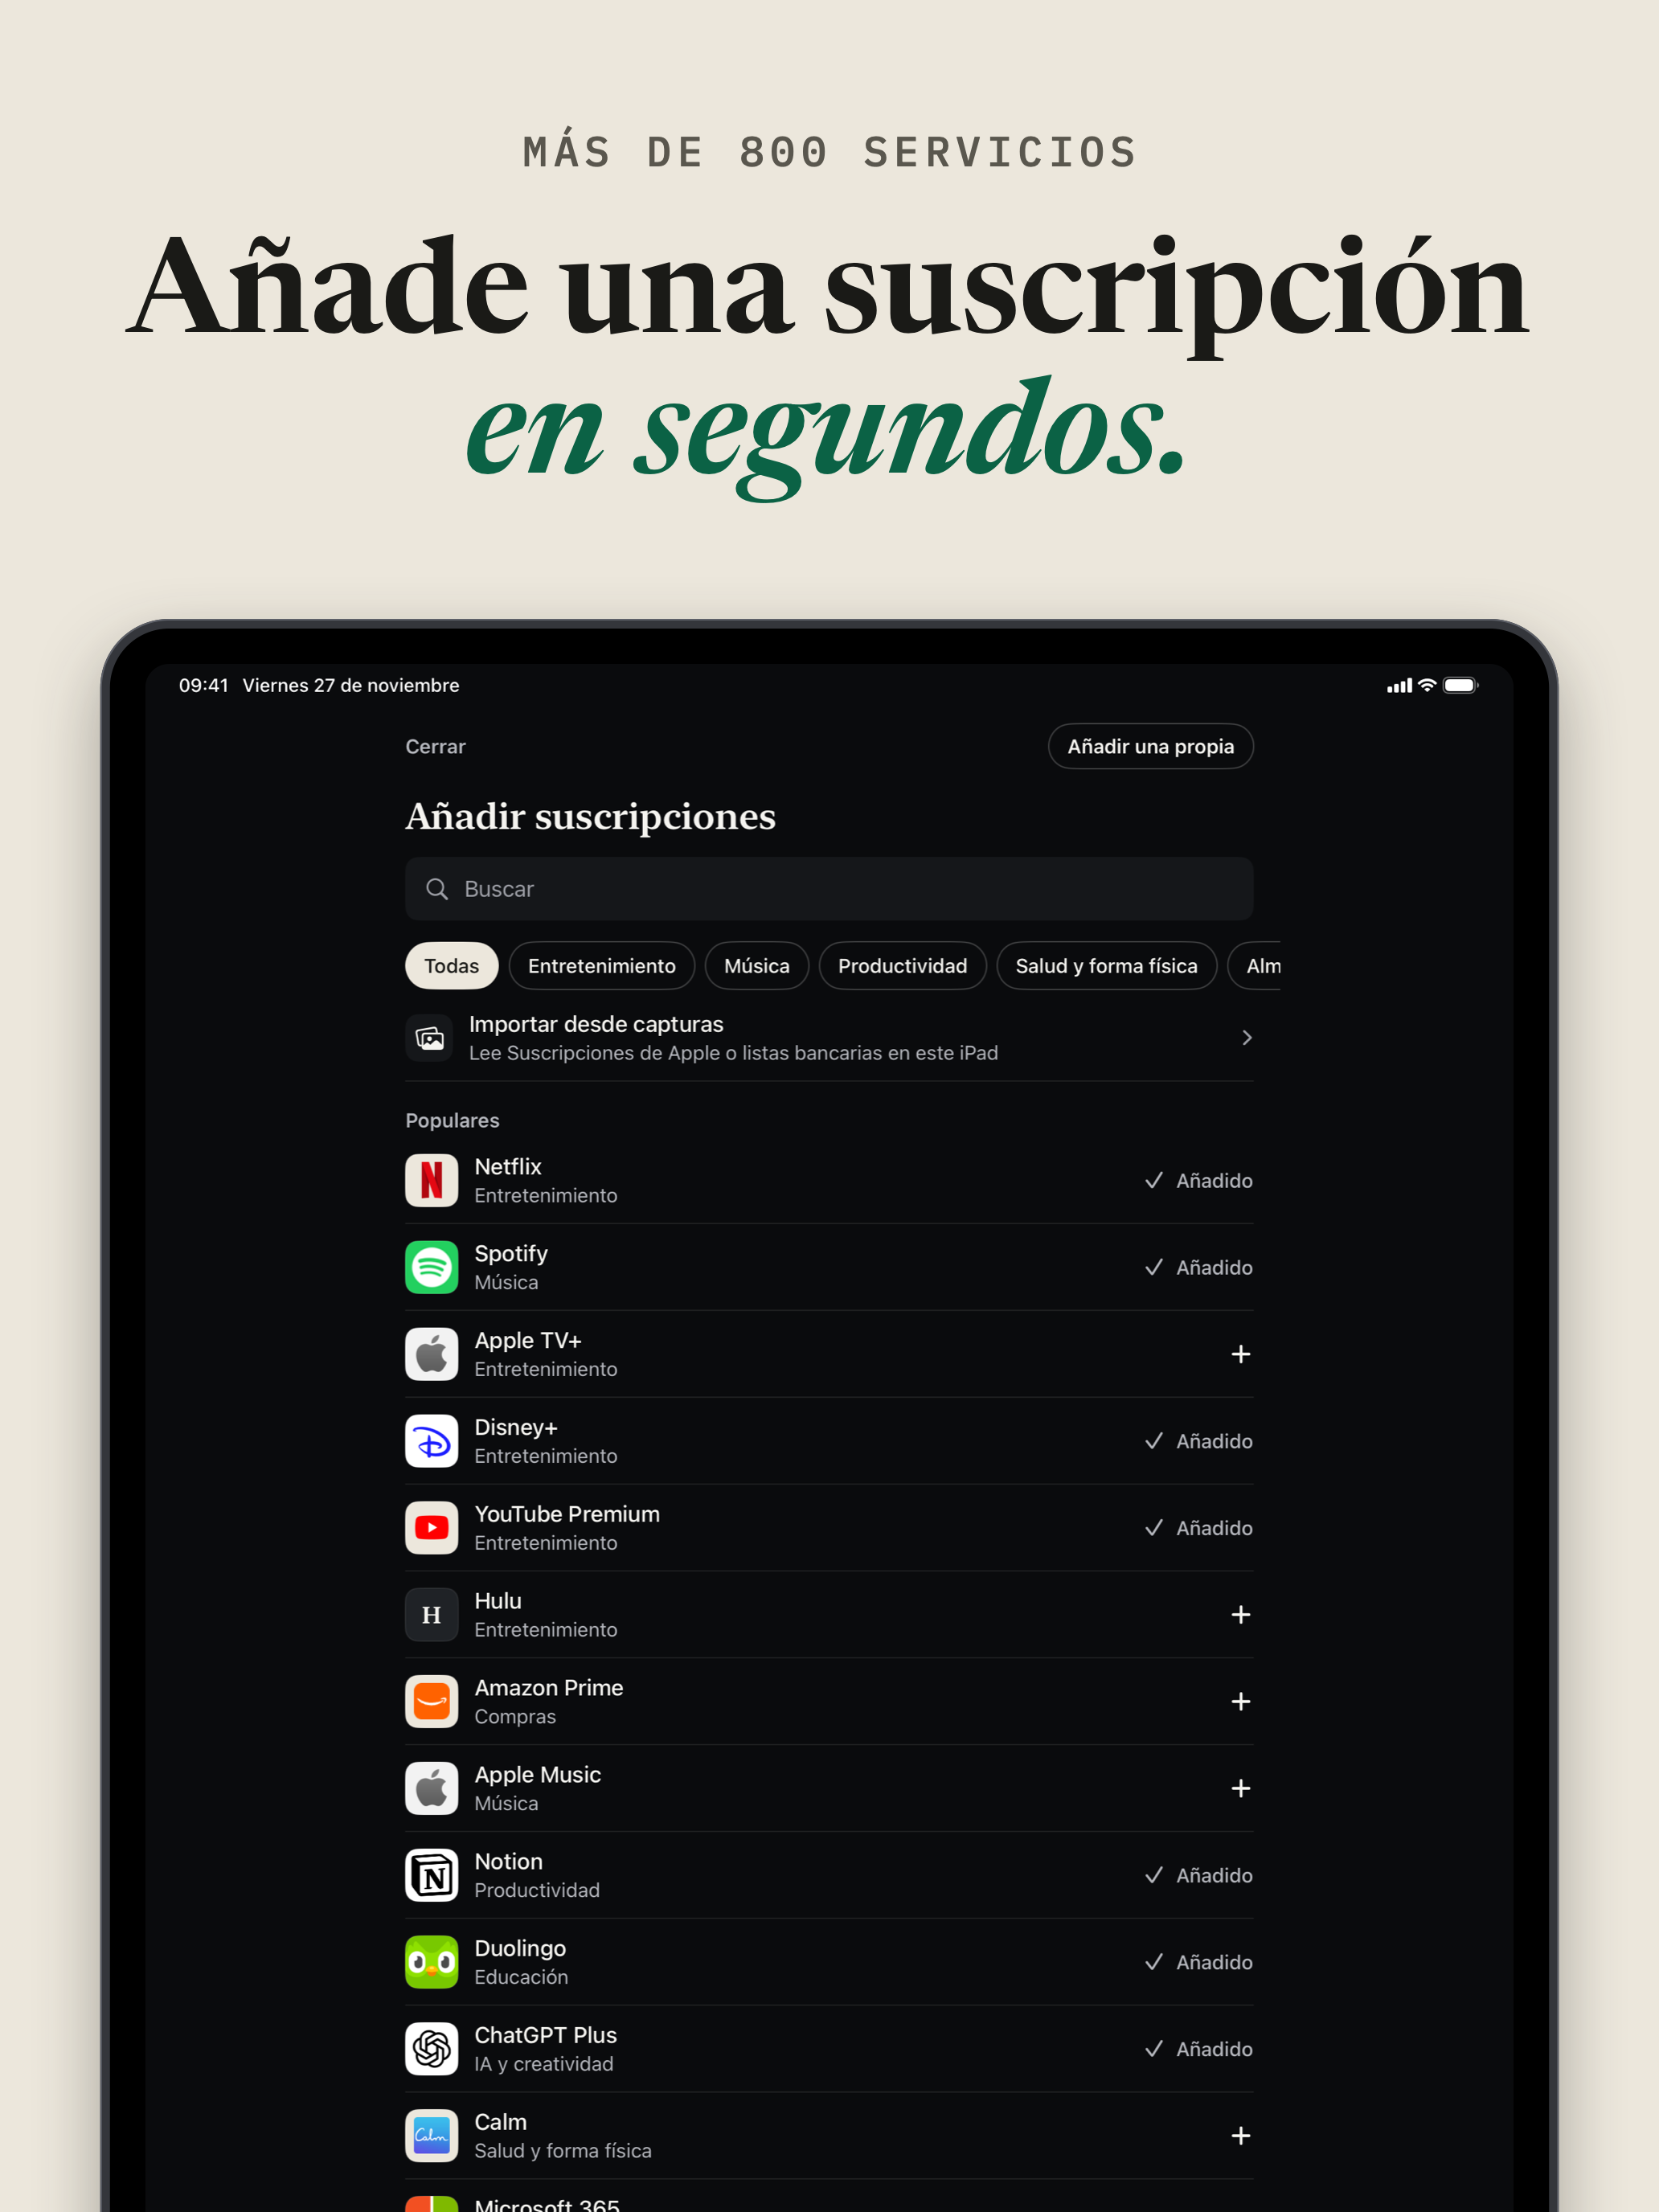 MÁS DE 800 SERVICIOS
Añade una suscripción
en segundos.
09:41 Viernes 27 de noviembre
Cerrar
Añadir una propia
Añadir suscripciones
Buscar
Todas
Entretenimiento
Música
Productividad
Salud y forma física
Alm
Importar desde capturas
Lee Suscripciones de Apple o listas bancarias en este iPad
Populares
Netflix
Entretenimiento
Añadido
Spotify
Música
Añadido
Apple TV+
Entretenimiento
Disney+
Entretenimiento
Añadido
YouTube Premium
Entretenimiento
Añadido
H
Hulu
Entretenimiento
Amazon Prime
Compras
Apple Music
Música
Notion
Productividad
Añadido
Duolingo
Educación
Añadido
ChatGPT Plus
IA y creatividad
Añadido
Calm
Calm
Salud y forma física
Microsoft 365